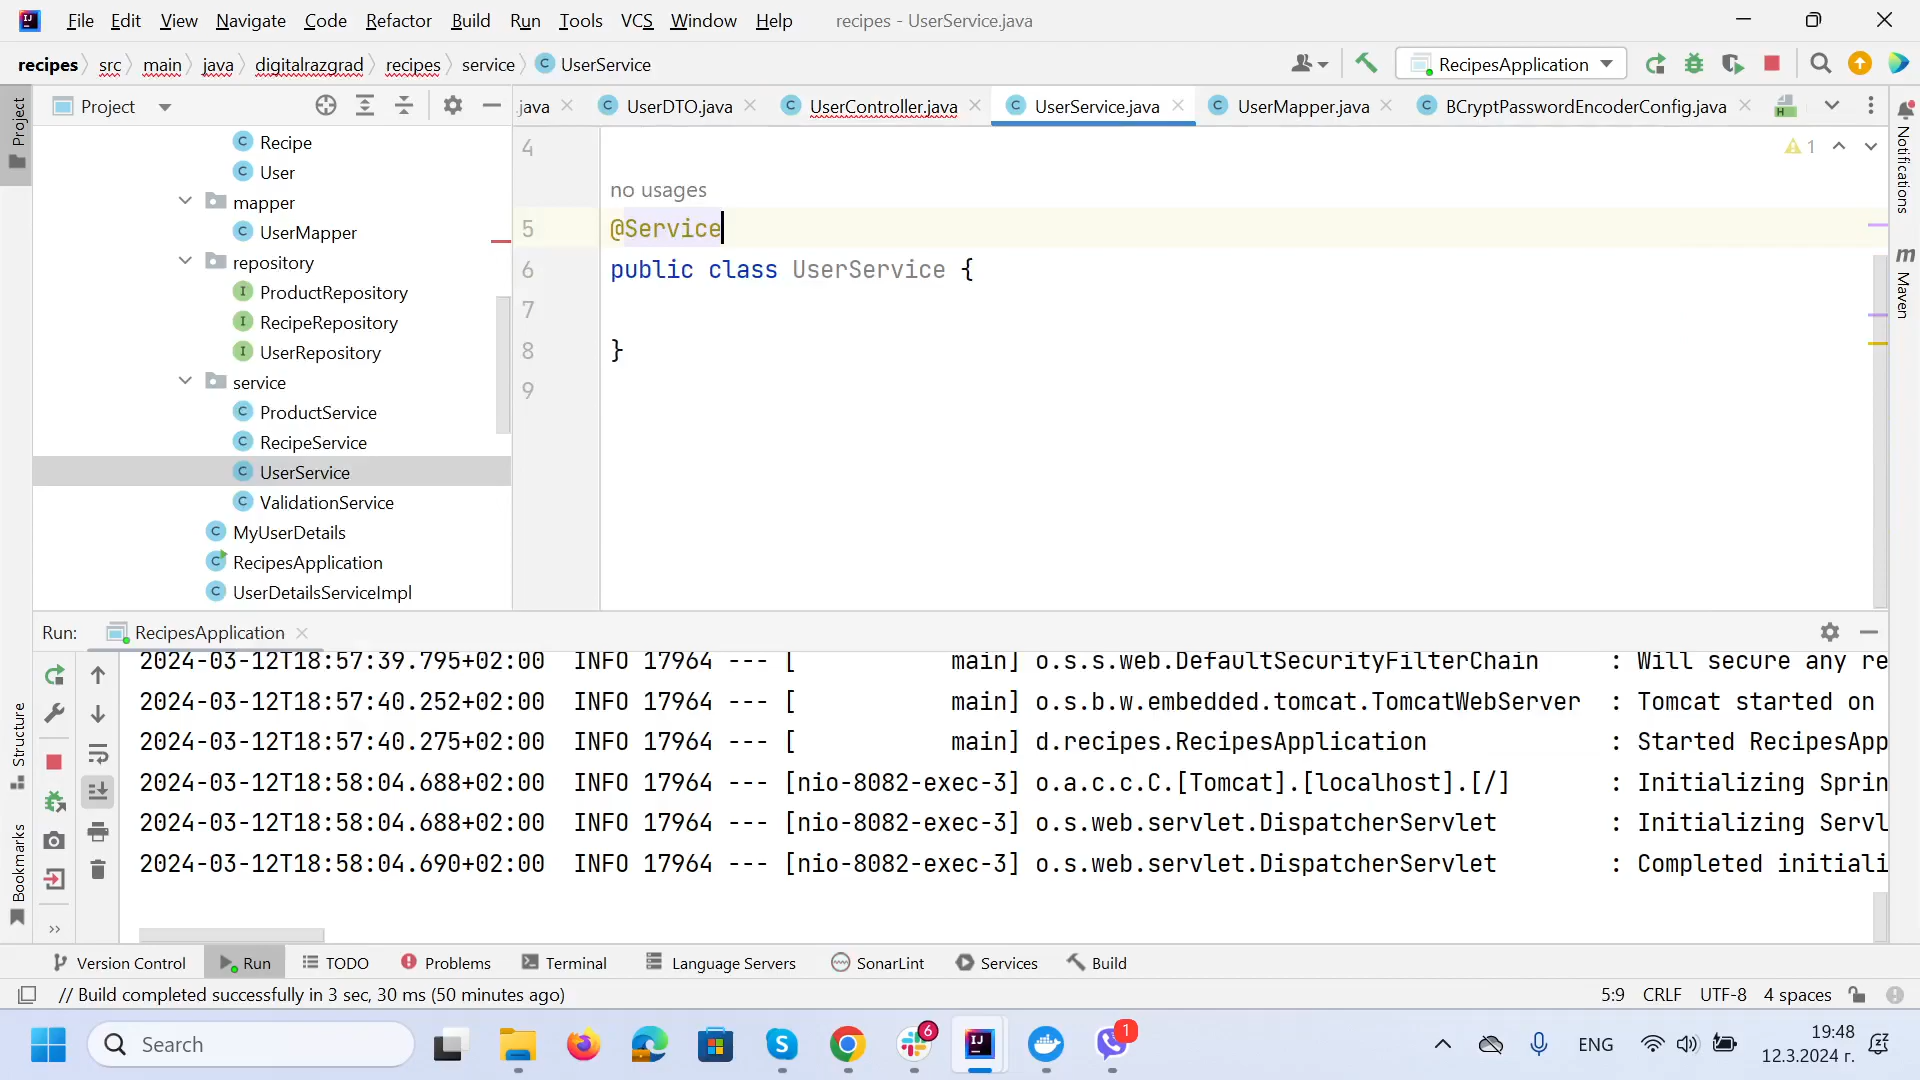 File Edit View Navigate Code Refactor Build Run Tools VCS Window Help recipes - UserService.java
recipes src main java digitalrazgrad recipes service UserService RecipesApplication
Project .java UserDTO.java UserController.java UserService.java UserMapper.java BCryptPasswordEncoderConfig.java
Project
Structure
Bookmarks
Notifications
Maven
Recipe
User
mapper
UserMapper
repository
ProductRepository
RecipeRepository
UserRepository
service
ProductService
RecipeService
UserService
ValidationService
MyUserDetails
RecipesApplication
UserDetailsServiceImpl
4
1
no usages
5 @Service
6 public class UserService {
7
8 }
9
Run: RecipesApplication
2024-03-12T18:57:39.795+02:00 INFO 17964 --- [ main] o.s.s.web.DefaultSecurityFilterChain : Will secure any re
2024-03-12T18:57:40.252+02:00 INFO 17964 --- [ main] o.s.b.w.embedded.tomcat.TomcatWebServer : Tomcat started on
2024-03-12T18:57:40.275+02:00 INFO 17964 --- [ main] d.recipes.RecipesApplication : Started RecipesApp
2024-03-12T18:58:04.688+02:00 INFO 17964 --- [nio-8082-exec-3] o.a.c.c.C.[Tomcat].[localhost].[/] : Initializing Sprin
2024-03-12T18:58:04.688+02:00 INFO 17964 --- [nio-8082-exec-3] o.s.web.servlet.DispatcherServlet : Initializing Servl
2024-03-12T18:58:04.690+02:00 INFO 17964 --- [nio-8082-exec-3] o.s.web.servlet.DispatcherServlet : Completed initiali
Version Control Run TODO Problems Terminal Language Servers SonarLint Services Build
// Build completed successfully in 3 sec, 30 ms (50 minutes ago) 5:9 CRLF UTF-8 4 spaces
Search 6 1 ENG 19:48
12.3.2024 г.